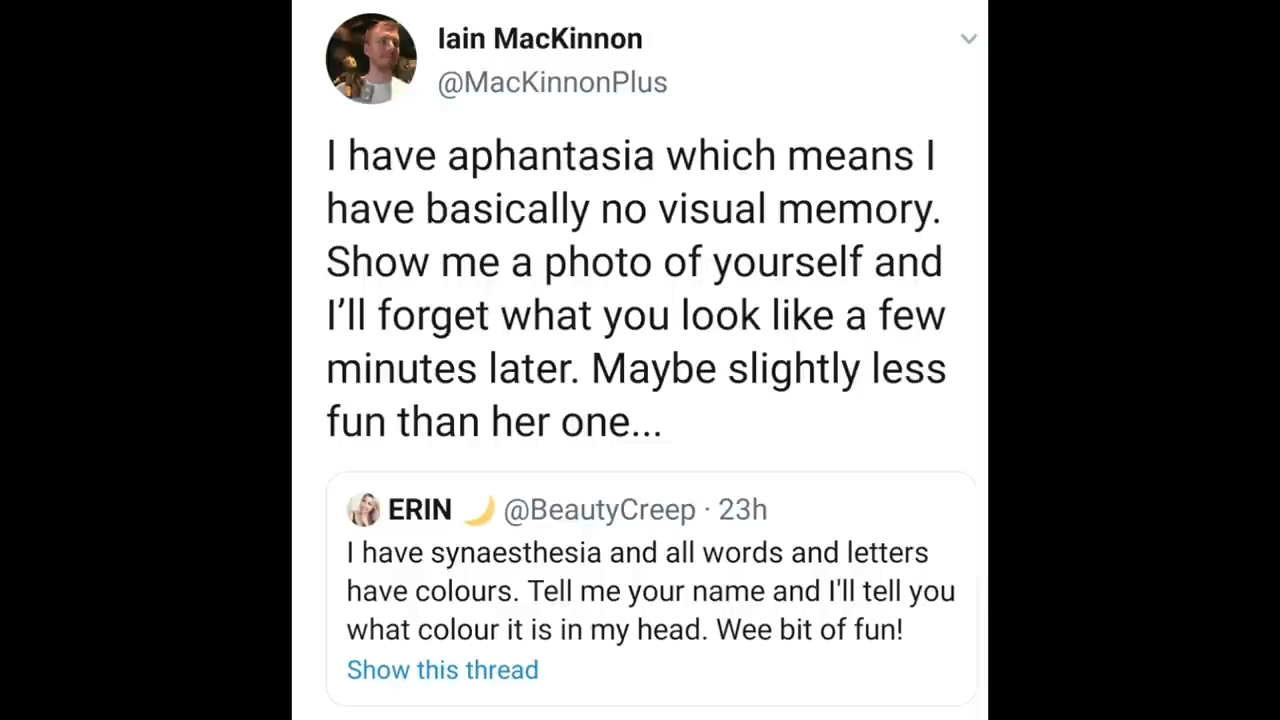 Iain MacKinnon
@MacKinnonPlus
I have aphantasia which means I
have basically no visual memory.
Show me a photo of yourself and
I’ll forget what you look like a few
minutes later. Maybe slightly less
fun than her one...
ERIN 🌙 @BeautyCreep · 23h
I have synaesthesia and all words and letters
have colours. Tell me your name and I'll tell you
what colour it is in my head. Wee bit of fun!
Show this thread